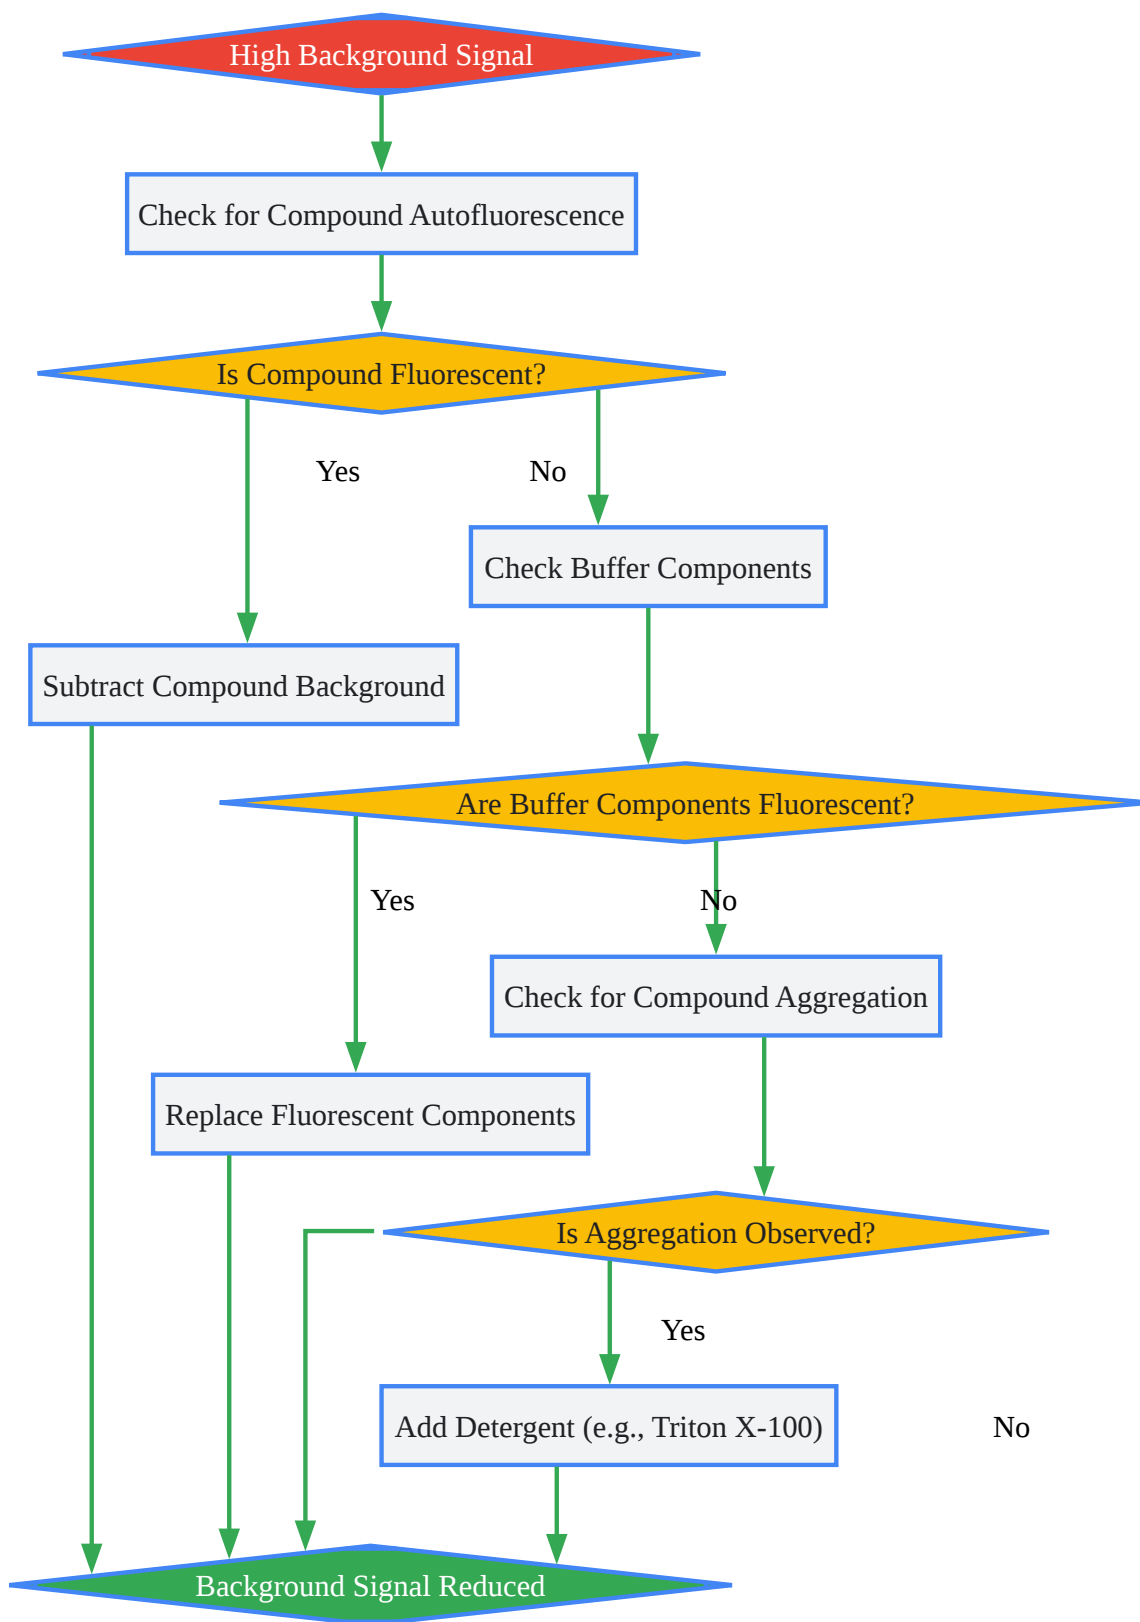 High Background Signal
Check for Compound Autofluorescence
Is Compound Fluorescent?
Yes
No
Check Buffer Components
Subtract Compound Background
Are Buffer Components Fluorescent?
Yes
No
Check for Compound Aggregation
Replace Fluorescent Components
Is Aggregation Observed?
Yes
Add Detergent (e.g., Triton X-100)
No
Background Signal Reduced